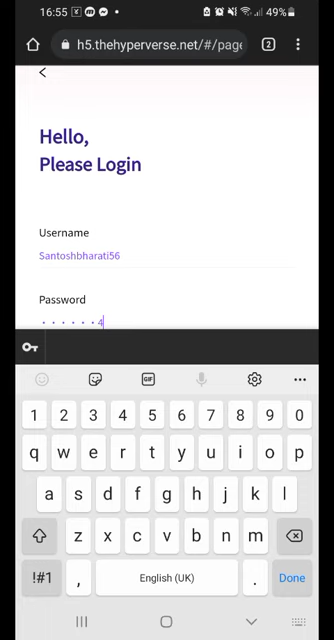 16:55
49%
h5.thehyperverse.net/#/page
2
Hello,
Please Login
Username
Santoshbharati56
Password
······4
GIF
1 2 3 4 5 6 7 8 9 0
q w e r t y u i o p
a s d f g h j k l
z x c v b n m
!#1 , English (UK) . Done